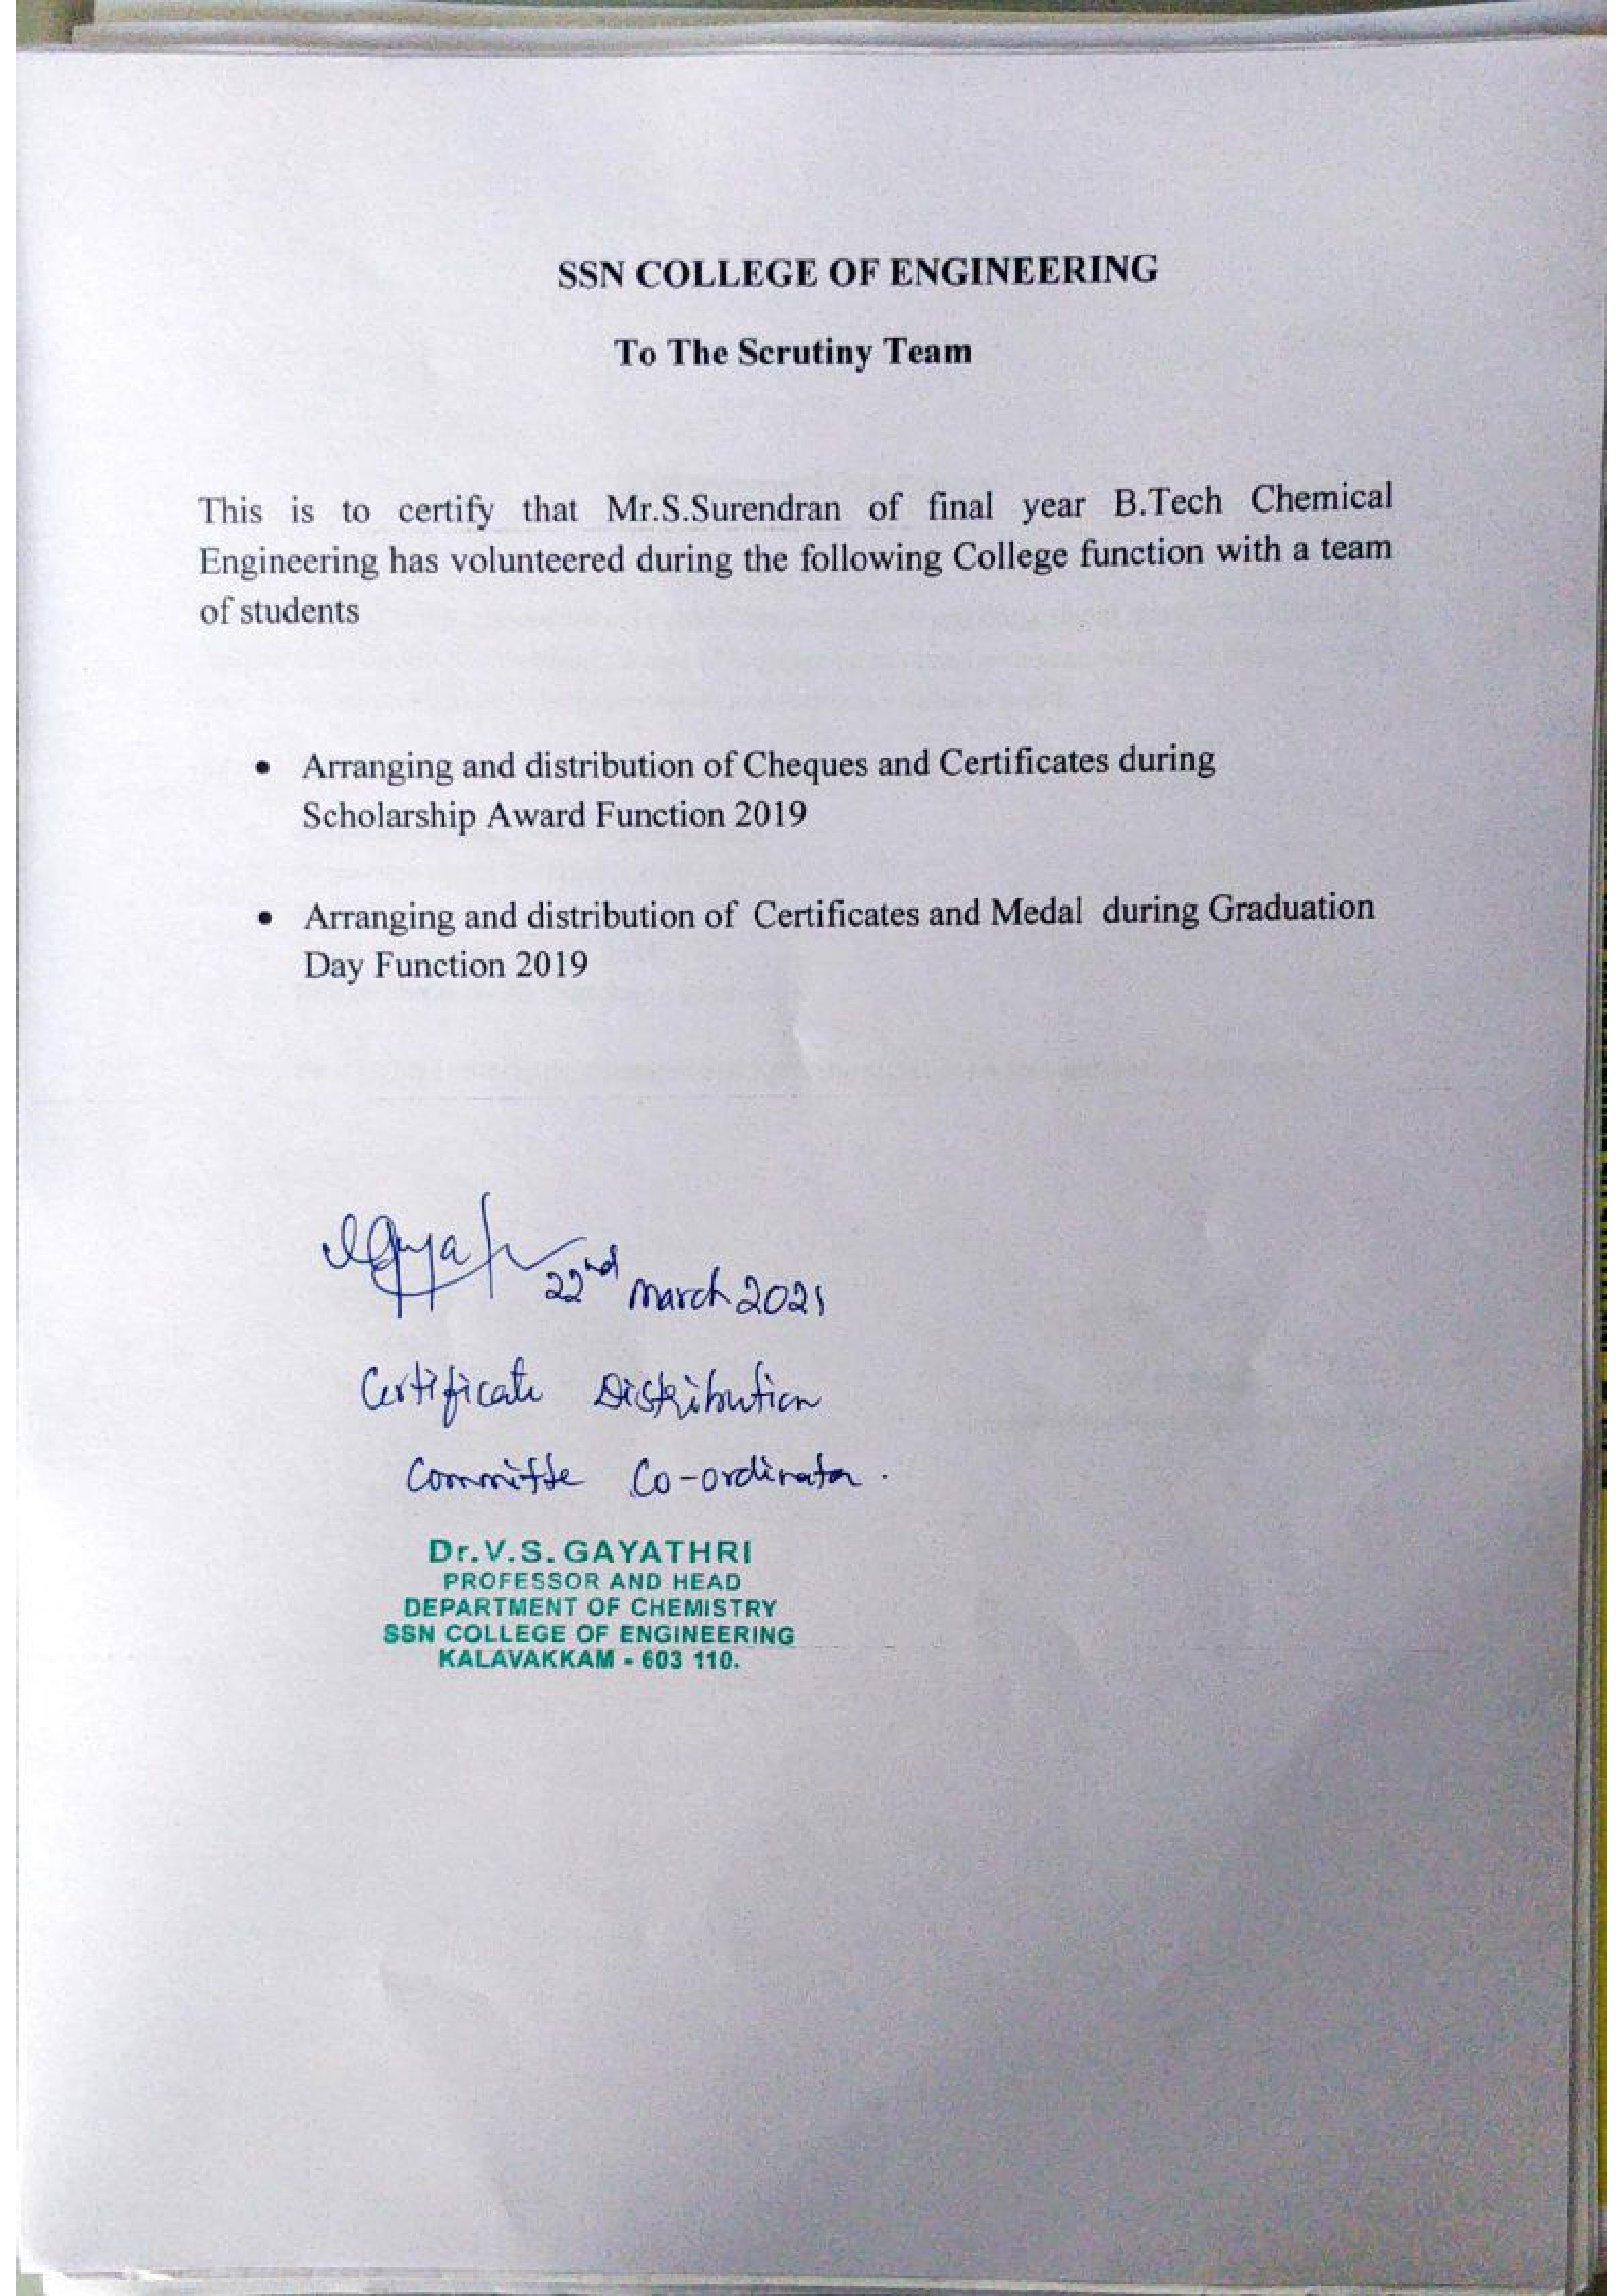 SSN COLLEGE OF ENGINEERING
To The Scrutiny Team
This is to certify that Mr.S.Surendran of final year B.Tech Chemical
Engineering has volunteered during the following College function with a team
of students
• Arranging and distribution of Cheques and Certificates during
Scholarship Award Function 2019
• Arranging and distribution of Certificates and Medal during Graduation
Day Function 2019
22nd March 2021
Certificate Distribution
Committe Co-ordinator.
Dr.V.S.GAYATHRI
PROFESSOR AND HEAD
DEPARTMENT OF CHEMISTRY
SSN COLLEGE OF ENGINEERING
KALAVAKKAM - 603 110.